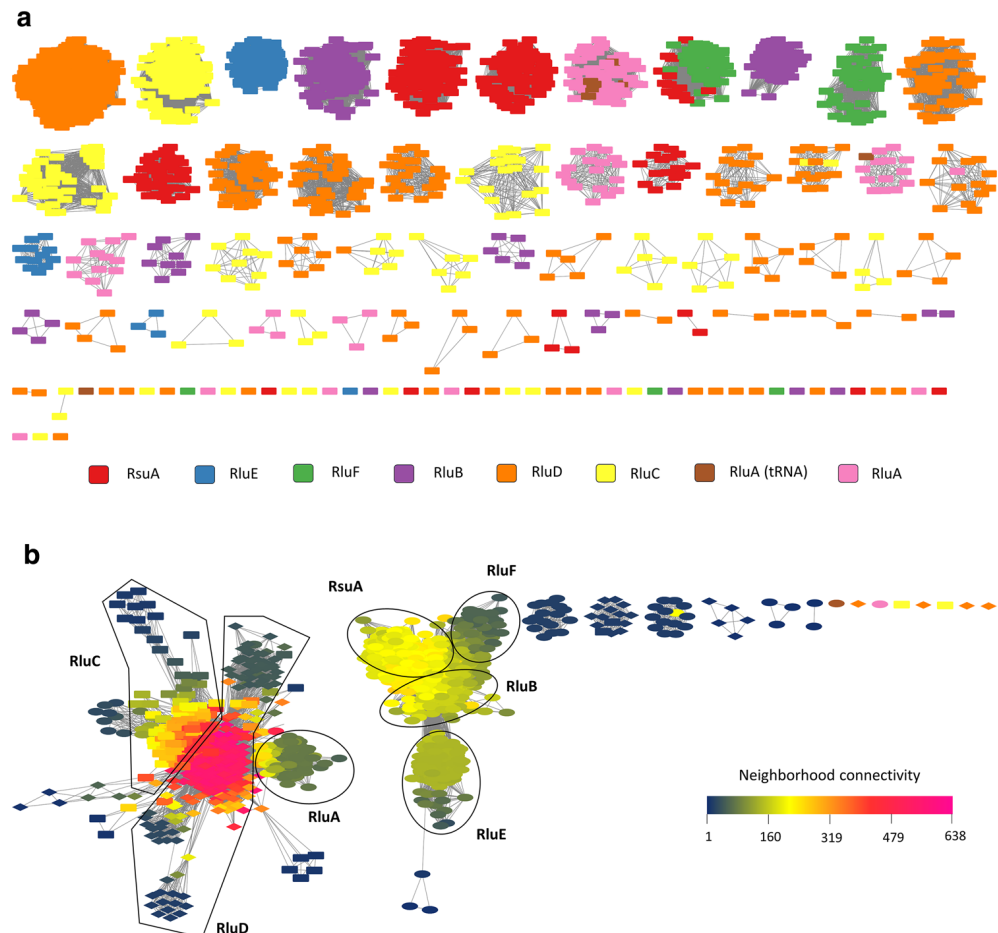 a
RsuA RluE RluF RluB RluD RluC RluA (tRNA) RluA
b
RluF
RsuA
RluC
RluB
Neighborhood connectivity
1 160 319 479 638
RluA
RluE
RluD